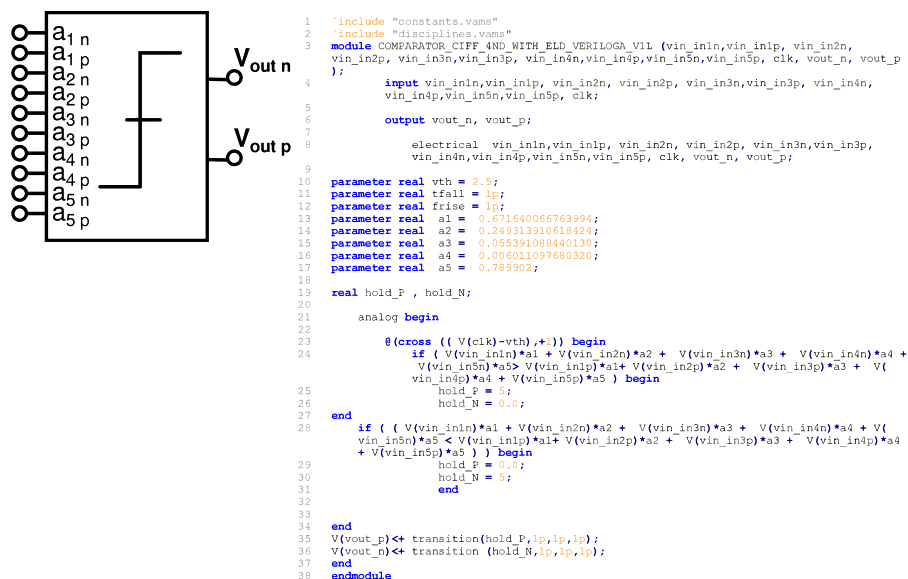 a1 n
a1 p
a2 n
a2 p
a3 n
a3 p
a4 n
a4 p
a5 n
a5 p
Vout n
Vout p
1 `include "constants.vams"
2 `include "disciplines.vams"
3 module COMPARATOR_CIFF_4ND_WITH_ELD_VERILOGA_V1L (vin_in1n,vin_in1p, vin_in2n,
vin_in2p, vin_in3n,vin_in3p, vin_in4n,vin_in4p,vin_in5n,vin_in5p, clk, vout_n, vout_p
);
4 input vin_in1n,vin_in1p, vin_in2n, vin_in2p, vin_in3n,vin_in3p, vin_in4n,
vin_in4p,vin_in5n,vin_in5p, clk;
5
6 output vout_n, vout_p;
7
8 electrical vin_in1n,vin_in1p, vin_in2n, vin_in2p, vin_in3n,vin_in3p,
vin_in4n,vin_in4p,vin_in5n,vin_in5p, clk, vout_n, vout_p;
9
10 parameter real vth = 2.5;
11 parameter real tfall = 1p;
12 parameter real frise = 1p;
13 parameter real a1 = 0.671640066763994;
14 parameter real a2 = 0.249313910618424;
15 parameter real a3 = 0.055391088440130;
16 parameter real a4 = 0.006011097680320;
17 parameter real a5 = 0.789902;
18
19 real hold_P , hold_N;
20
21 analog begin
22
23 @(cross (( V(clk)-vth),+1)) begin
24 if ( V(vin_in1n)*a1 + V(vin_in2n)*a2 + V(vin_in3n)*a3 + V(vin_in4n)*a4 +
V(vin_in5n)*a5> V(vin_in1p)*a1+ V(vin_in2p)*a2 + V(vin_in3p)*a3 + V(
vin_in4p)*a4 + V(vin_in5p)*a5 ) begin
25 hold_P = 5;
26 hold_N = 0.0;
27 end
28 if ( ( V(vin_in1n)*a1 + V(vin_in2n)*a2 + V(vin_in3n)*a3 + V(vin_in4n)*a4 + V(
vin_in5n)*a5 < V(vin_in1p)*a1+ V(vin_in2p)*a2 + V(vin_in3p)*a3 + V(vin_in4p)*a4
+ V(vin_in5p)*a5 ) ) begin
29 hold_P = 0.0;
30 hold_N = 5;
31 end
32
33
34 end
35 V(vout_p)<+ transition(hold_P,1p,1p,1p);
36 V(vout_n)<+ transition (hold_N,1p,1p,1p);
37 end
38 endmodule